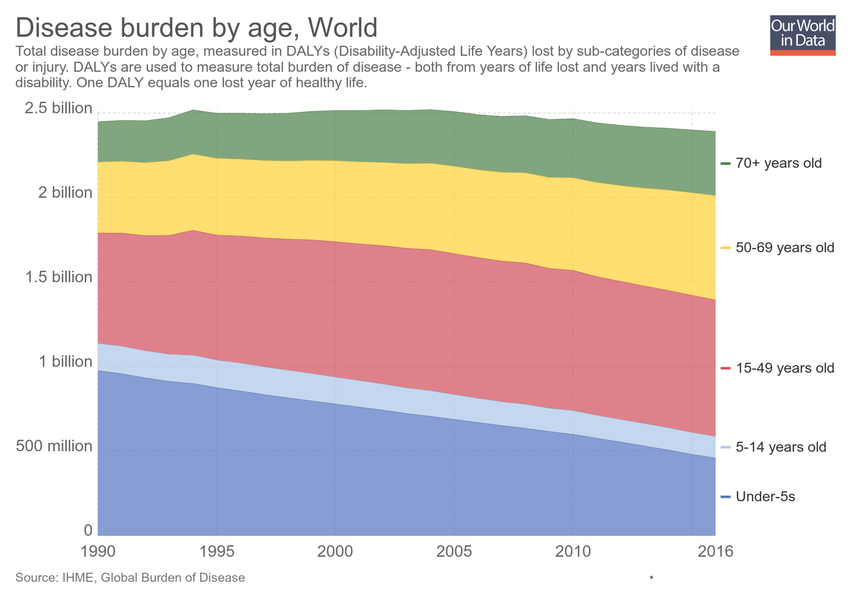 Disease burden by age, World
Our World
in Data
Total disease burden by age, measured in DALYs (Disability-Adjusted Life Years) lost by sub-categories of disease
or injury. DALYs are used to measure total burden of disease - both from years of life lost and years lived with a
disability. One DALY equals one lost year of healthy life.
2.5 billion
2 billion
1.5 billion
1 billion
500 million
0
70+ years old
50-69 years old
15-49 years old
5-14 years old
Under-5s
1990 1995 2000 2005 2010 2016
Source: IHME, Global Burden of Disease